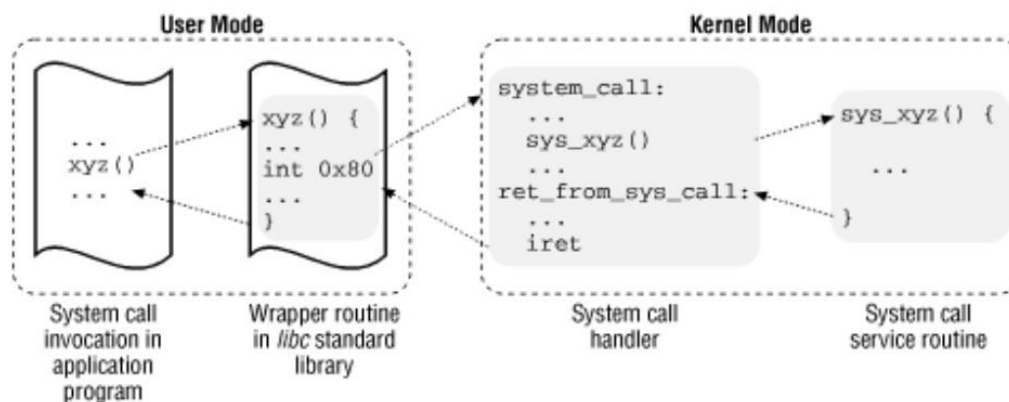 User Mode
Kernel Mode
...
xyz()
...
xyz() {
...
int 0x80
...
}
system_call:
...
sys_xyz()
...
ret_from_sys_call:
...
iret
sys_xyz() {
...
}
System call
invocation in
application
program
Wrapper routine
in libc standard
library
System call
handler
System call
service routine